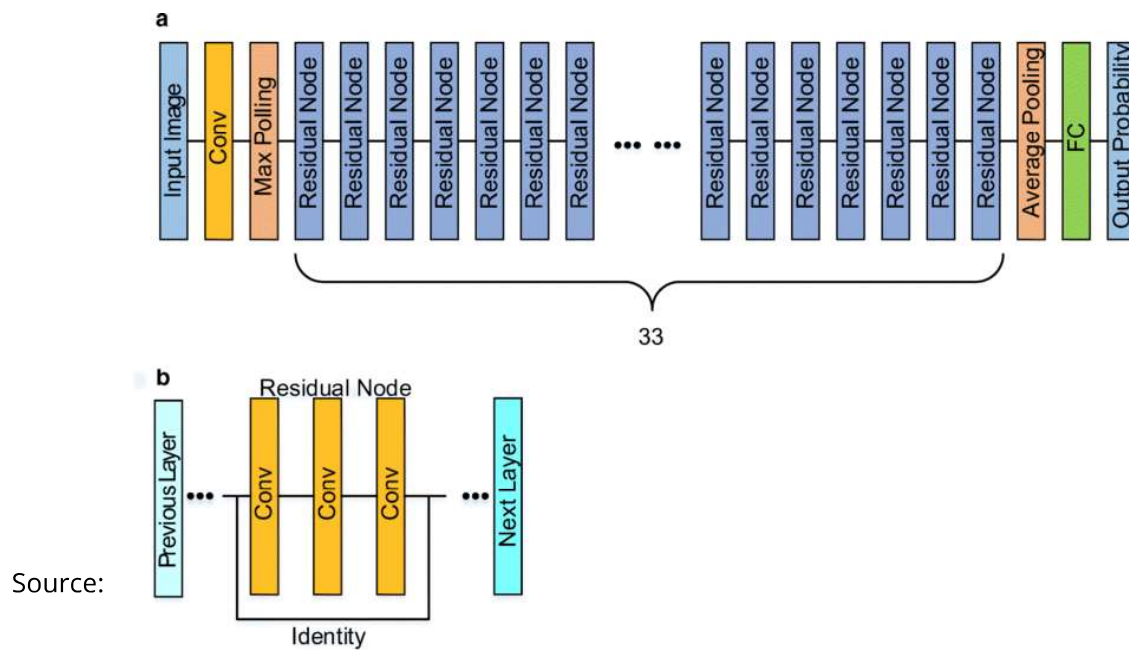 a
Input Image
Conv
Max Polling
Residual Node
Residual Node
Residual Node
Residual Node
Residual Node
Residual Node
Residual Node
••• •••
Residual Node
Residual Node
Residual Node
Residual Node
Residual Node
Residual Node
Residual Node
Average Pooling
FC
Output Probability
33
b
Residual Node
Previous Layer
•••
Conv
Conv
Conv
•••
Next Layer
Identity
Source: